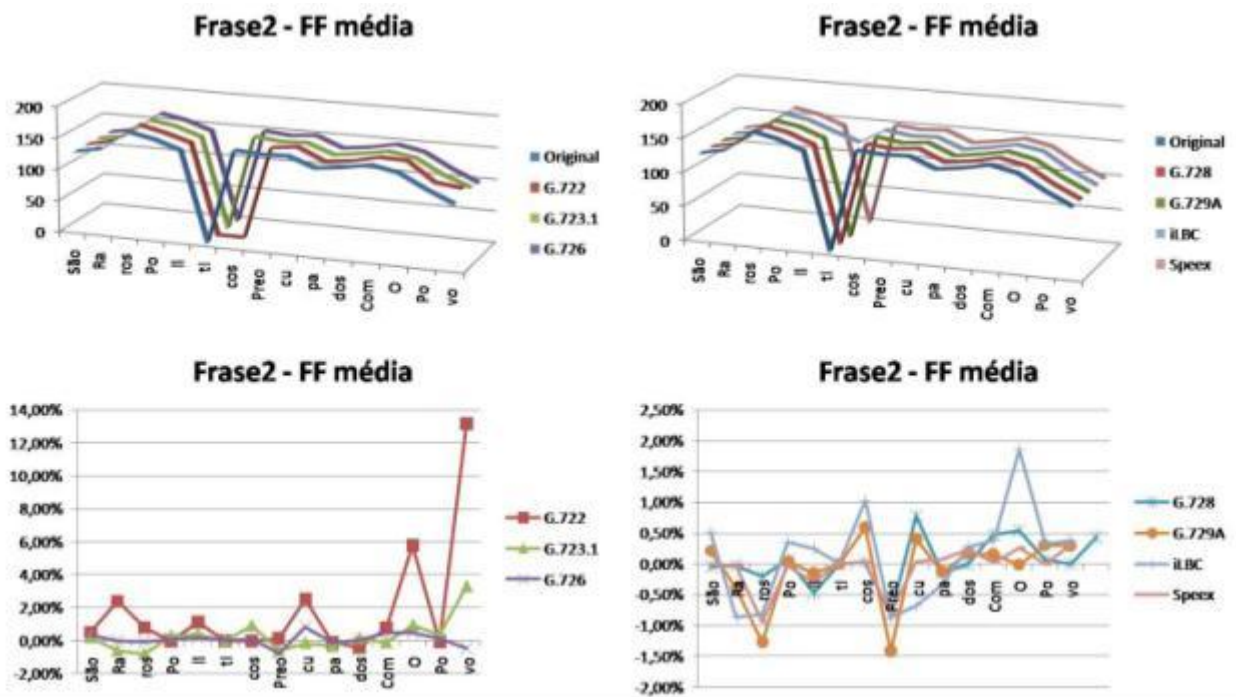 Frase2 - FF média
200
150
100
50
0
São
Ra
ros
Po
lí
ti
cos
Preo
cu
pa
dos
Com
O
Po
vo
Original
G.722
G.723.1
G.726
Frase2 - FF média
200
150
100
50
0
São
Ra
ros
Po
lí
ti
cos
Preo
cu
pa
dos
Com
O
Po
vo
Original
G.728
G.729A
iLBC
Speex
Frase2 - FF média
14,00%
12,00%
10,00%
8,00%
6,00%
4,00%
2,00%
0,00%
-2,00%
São
Ra
ros
Po
lí
ti
cos
Preo
cu
pa
dos
Com
O
Po
vo
G.722
G.723.1
G.726
Frase2 - FF média
2,50%
2,00%
1,50%
1,00%
0,50%
0,00%
-0,50%
-1,00%
-1,50%
-2,00%
São
Ra
ros
Po
lí
ti
cos
Preo
cu
pa
dos
Com
O
Po
vo
G.728
G.729A
iLBC
Speex